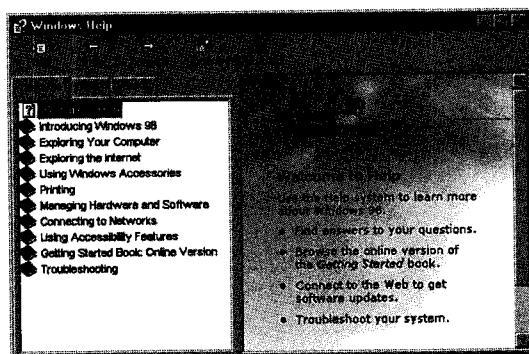 Windows Help
Introducing Windows 98
Exploring Your Computer
Exploring the Internet
Using Windows Accessories
Printing
Managing Hardware and Software
Connecting to Networks
Using Accessibility Features
Getting Started Book: Online Version
Troubleshooting
Welcome to Help
Use the Help system to learn more
about Windows 98.
• Find answers to your questions.
• Browse the online version of
the Getting Started book.
• Connect to the Web to get
software updates.
• Troubleshoot your system.